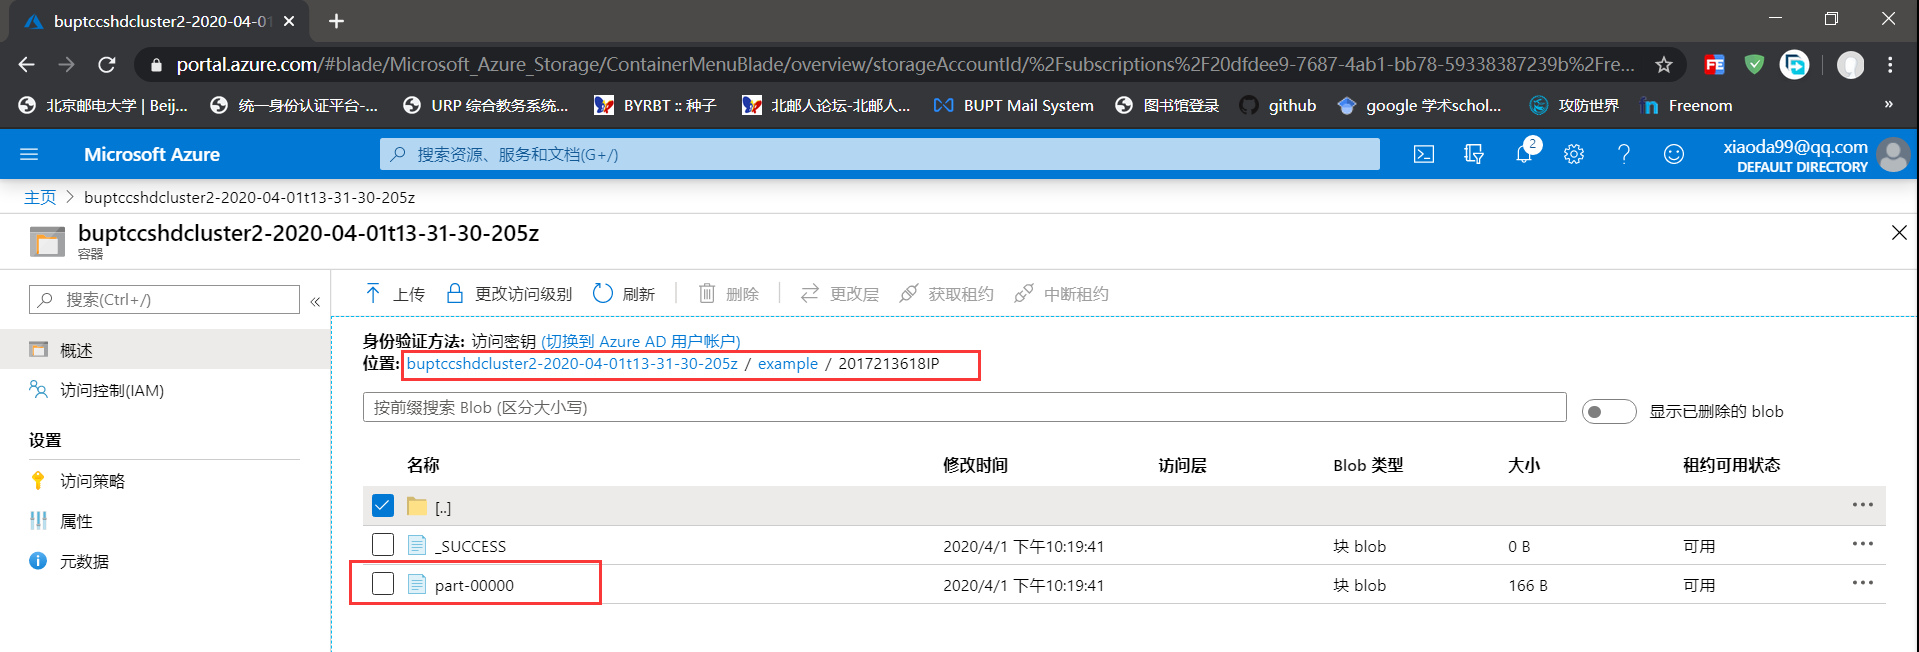 buptccshdcluster2-2020-04-01
portal.azure.com/#blade/Microsoft_Azure_Storage/ContainerMenuBlade/overview/storageAccountId/%2Fsubscriptions%2F20dfdee9-7687-4ab1-bb78-59338387239b%2Fre...
FE
北京邮电大学 | Beij... 统一身份认证平台-... URP 综合教务系统... BYRBT :: 种子 北邮人论坛-北邮人... BUPT Mail System 图书馆登录 github google 学术schol... 攻防世界 Freenom »
Microsoft Azure 搜索资源、服务和文档(G+/) 2 xiaoda99@qq.com
DEFAULT DIRECTORY
主页 > buptccshdcluster2-2020-04-01t13-31-30-205z
buptccshdcluster2-2020-04-01t13-31-30-205z
容器
搜索(Ctrl+/) «
上传 更改访问级别 刷新 删除 更改层 获取租约 中断租约
身份验证方法: 访问密钥 (切换到 Azure AD 用户帐户)
位置: buptccshdcluster2-2020-04-01t13-31-30-205z / example / 2017213618IP
概述
访问控制(IAM)
设置
访问策略
属性
元数据
按前缀搜索 Blob (区分大小写) 显示已删除的 blob
名称 修改时间 访问层 Blob 类型 大小 租约可用状态
[..]
_SUCCESS 2020/4/1 下午10:19:41 块 blob 0 B 可用
part-00000 2020/4/1 下午10:19:41 块 blob 166 B 可用